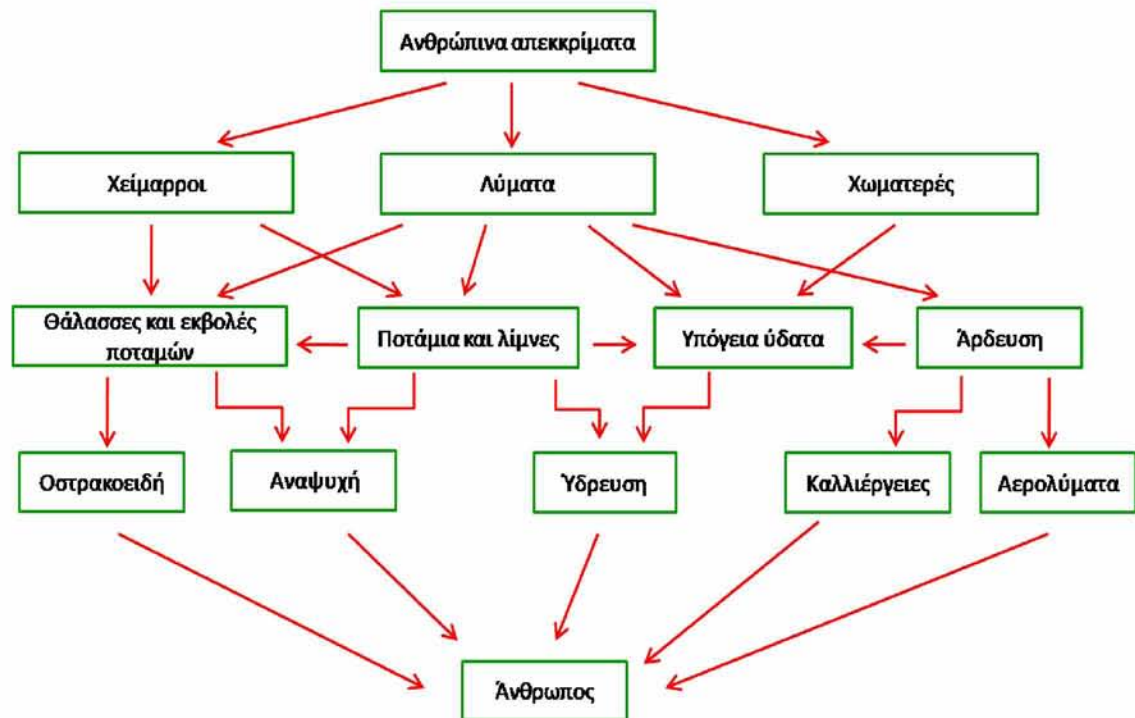 Ανθρώπινα απεκκρίματα
Χείμαρροι
Λύματα
Χωματερές
Θάλασσες και εκβολές
ποταμών
Ποτάμια και λίμνες
Υπόγεια ύδατα
Άρδευση
Οστρακοειδή
Αναψυχή
Ύδρευση
Καλλιέργειες
Αερολύματα
Άνθρωπος